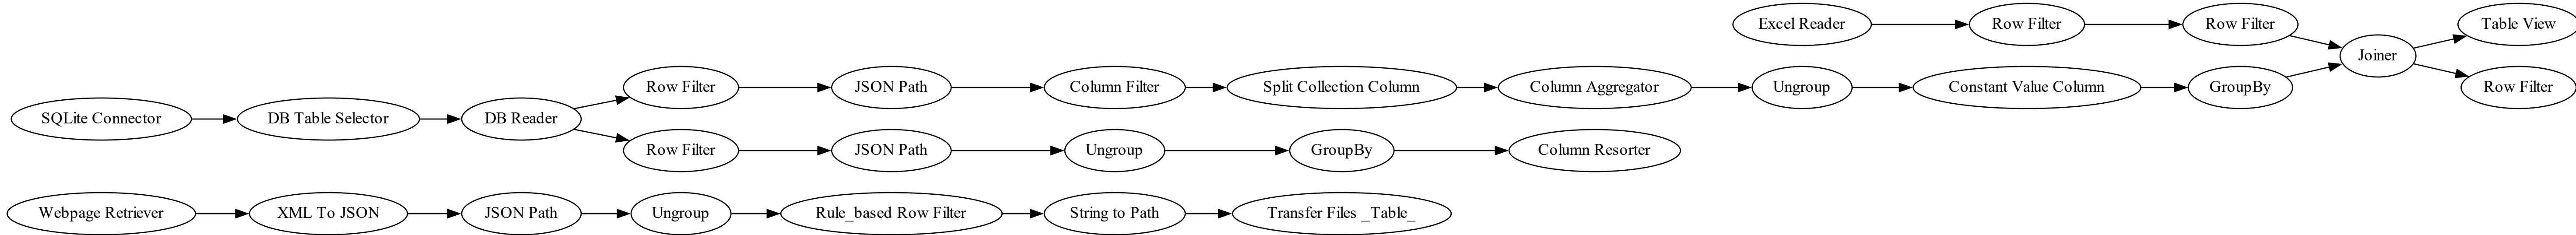 Excel Reader
Row Filter
Row Filter
Table View
Joiner
Row Filter
JSON Path
Column Filter
Split Collection Column
Column Aggregator
Ungroup
Constant Value Column
GroupBy
Row Filter
SQLite Connector
DB Table Selector
DB Reader
Row Filter
JSON Path
Ungroup
GroupBy
Column Resorter
Webpage Retriever
XML To JSON
JSON Path
Ungroup
Rule_based Row Filter
String to Path
Transfer Files _Table_